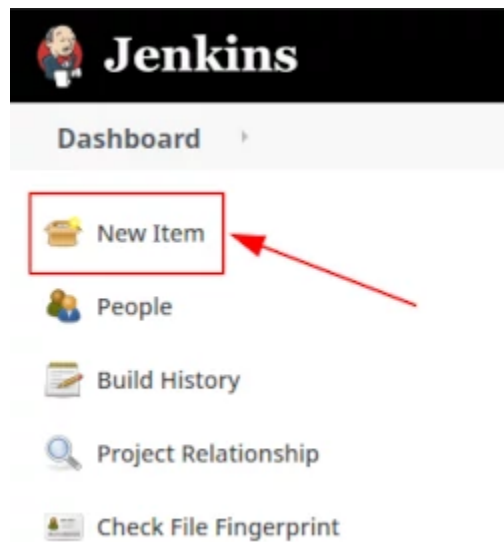 Jenkins
Dashboard
New Item
People
Build History
Project Relationship
Check File Fingerprint